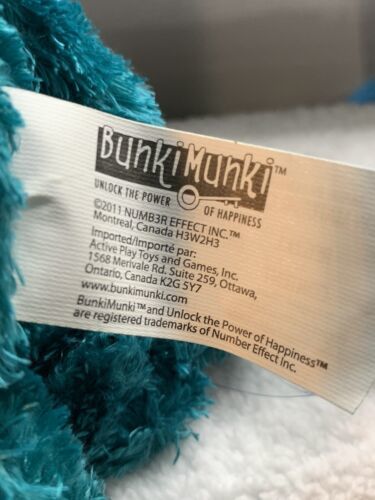 BunkiMunki™
UNLOCK THE POWER OF HAPPINESS
©2011 NUMB3R EFFECT INC.™
Montreal, Canada H3W2H3
Imported/Importé par:
Active Play Toys and Games, Inc.
1568 Merivale Rd. Suite 259, Ottawa,
Ontario, Canada K2G 5Y7
www.bunkimunki.com
BunkiMunki™ and Unlock the Power of Happiness™
are registered trademarks of Number Effect Inc.